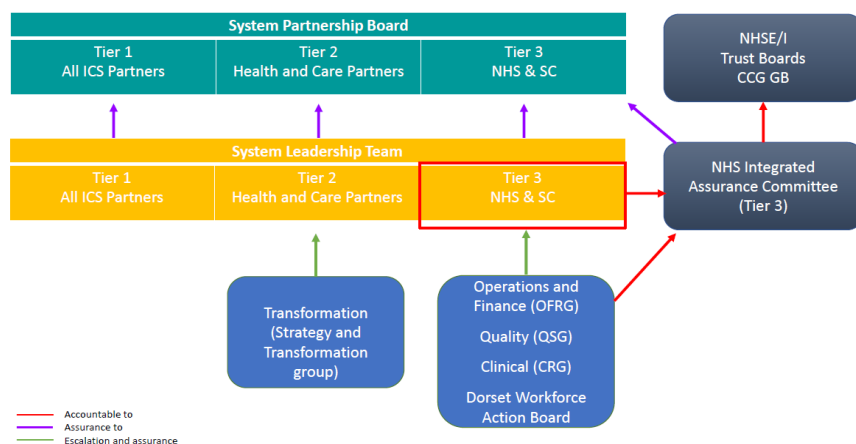 System Partnership Board
Tier 1
All ICS Partners
Tier 2
Health and Care Partners
Tier 3
NHS & SC
NHSE/I
Trust Boards
CCG GB
System Leadership Team
Tier 1
All ICS Partners
Tier 2
Health and Care Partners
Tier 3
NHS & SC
NHS Integrated
Assurance Committee
(Tier 3)
Transformation
(Strategy and
Transformation
group)
Operations and
Finance (OFRG)
Quality (QSG)
Clinical (CRG)
Dorset Workforce
Action Board
Accountable to
Assurance to
Escalation and assurance